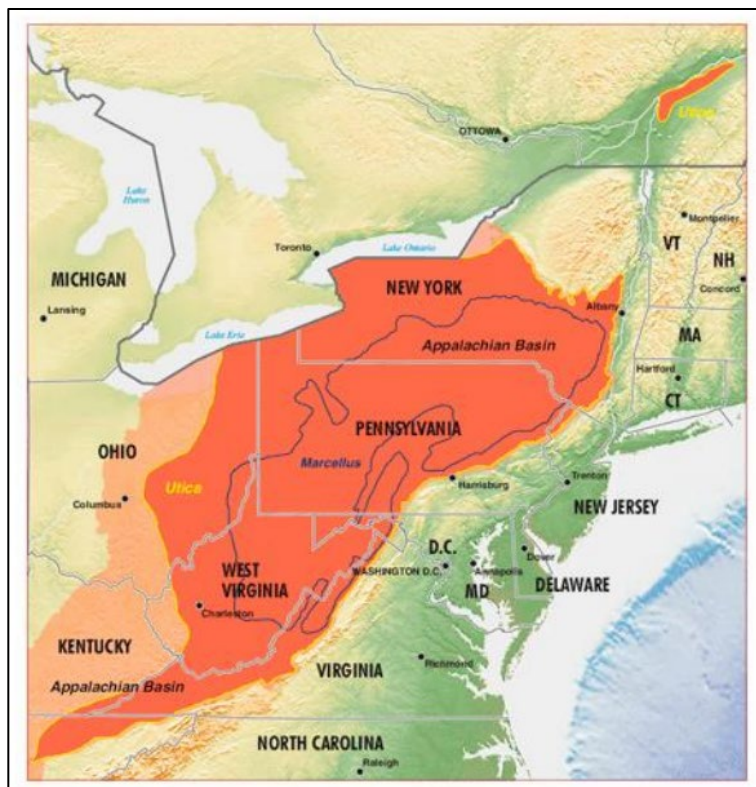 Utica
OTTOWA
Lake
Huron
Montpelier
VT
NH
Toronto
Lake Ontario
MICHIGAN
NEW YORK
Concord
Lansing
Albany
Lake Erie
MA
Appalachian Basin
Hartford
CT
PENNSYLVANIA
OHIO
Marcellus
Utica
Columbus
Harrisburg
Trenton
NEW JERSEY
D.C.
Dover
WEST
VIRGINIA
WASHINGTON D.C.
Annapolis
MD
DELAWARE
Charleston
KENTUCKY
VIRGINIA
Richmond
Appalachian Basin
NORTH CAROLINA
Raleigh